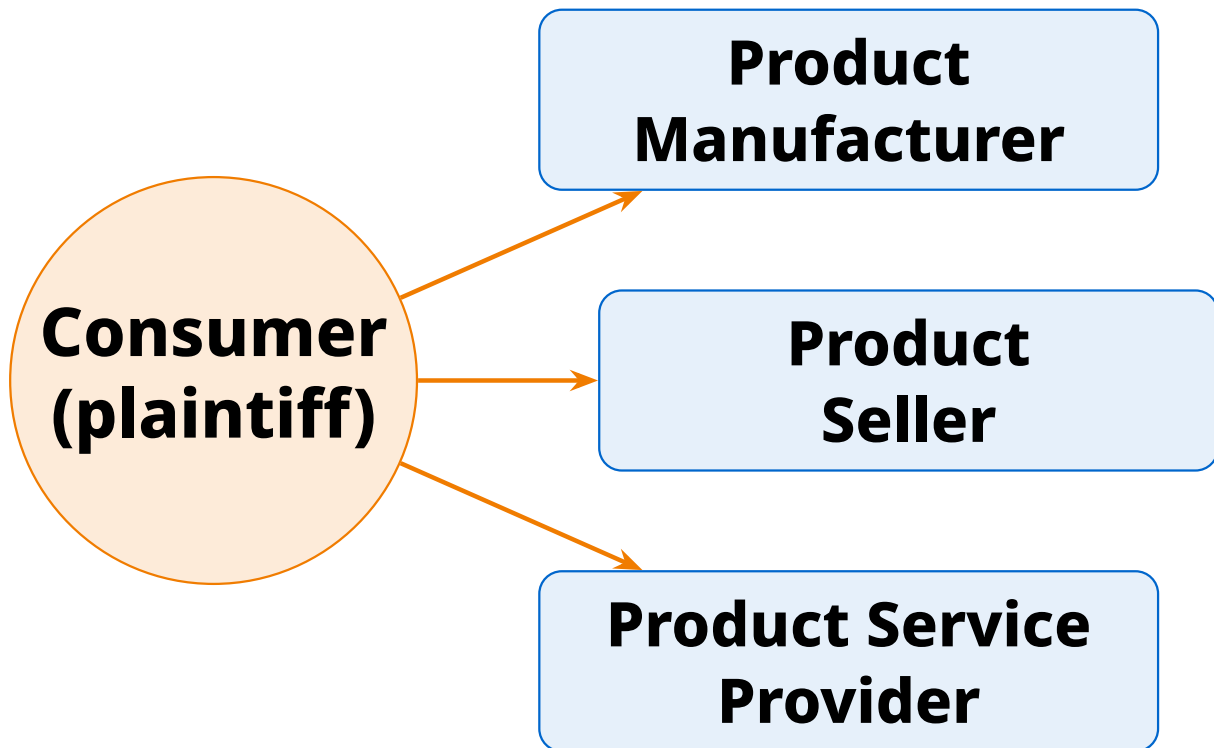 Product
Manufacturer
Consumer
(plaintiff)
Product
Seller
Product Service
Provider